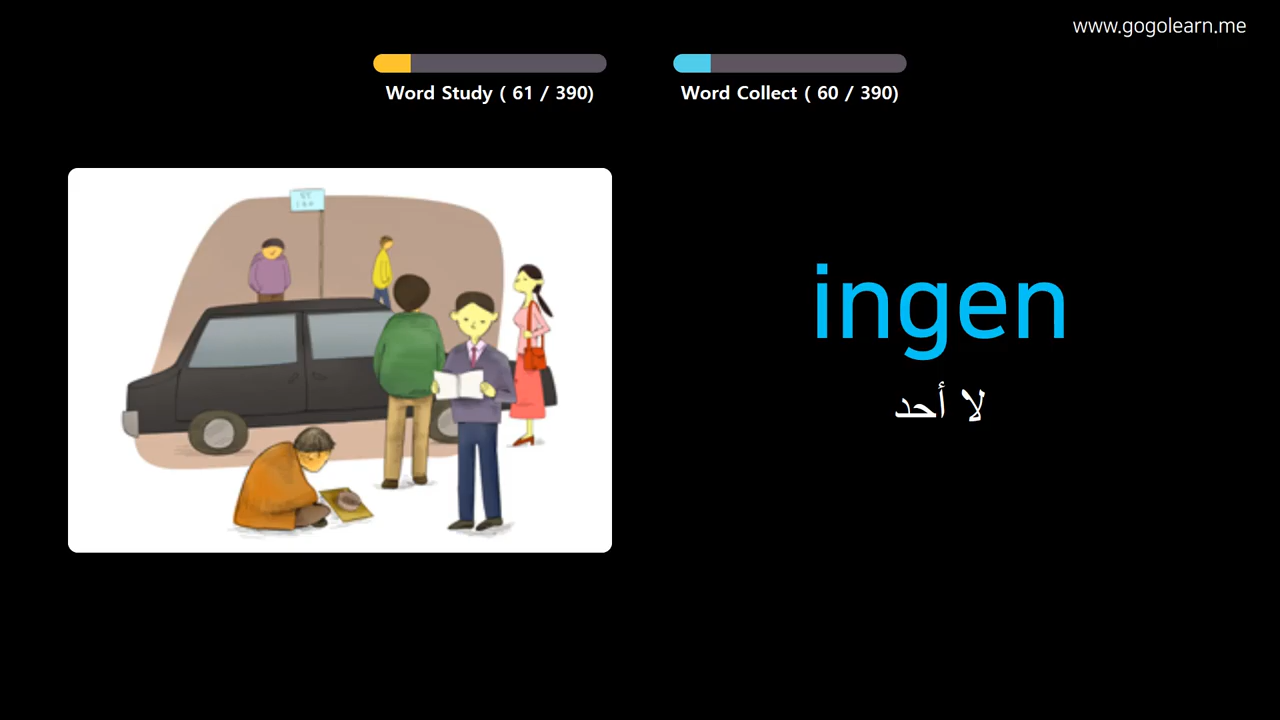 www.gogolearn.me
Word Study ( 61 / 390)
Word Collect ( 60 / 390)
ingen
لا أحد